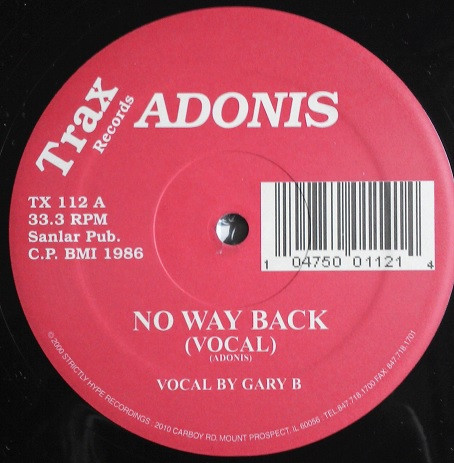 Trax
Records
ADONIS
TX 112 A
33.3 RPM
Sanlar Pub.
C.P. BMI 1986
1 04750 01121 4
NO WAY BACK
(VOCAL)
(ADONIS)
VOCAL BY GARY B
© 2000 STRICTLY HYPE RECORDINGS · 2010 CARBOY RD. MOUNT PROSPECT, IL 60056 · TEL.847.718.1700 FAX. 847.718.1701